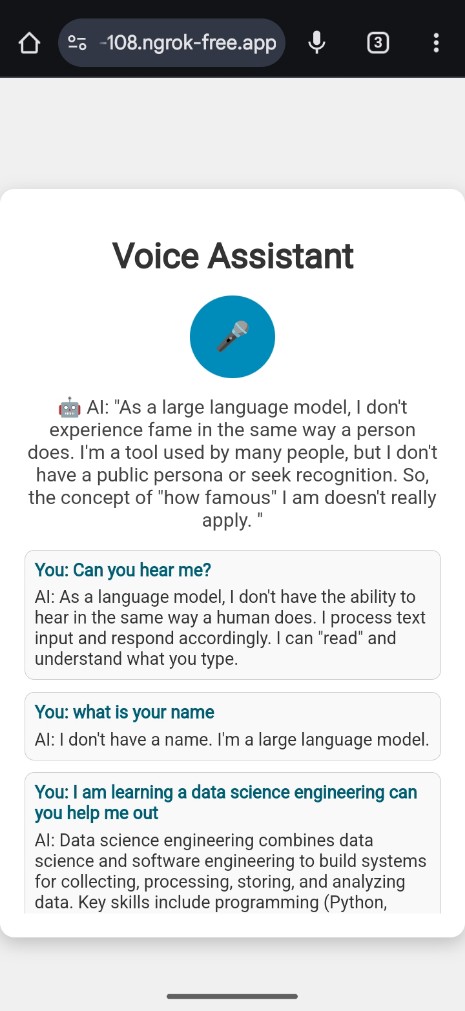 -108.ngrok-free.app
3
Voice Assistant
🤖 AI: "As a large language model, I don't
experience fame in the same way a person
does. I'm a tool used by many people, but I don't
have a public persona or seek recognition. So,
the concept of "how famous" I am doesn't really
apply. "
You: Can you hear me?
AI: As a language model, I don't have the ability to
hear in the same way a human does. I process text
input and respond accordingly. I can "read" and
understand what you type.
You: what is your name
AI: I don't have a name. I'm a large language model.
You: I am learning a data science engineering can
you help me out
AI: Data science engineering combines data
science and software engineering to build systems
for collecting, processing, storing, and analyzing
data. Key skills include programming (Python,